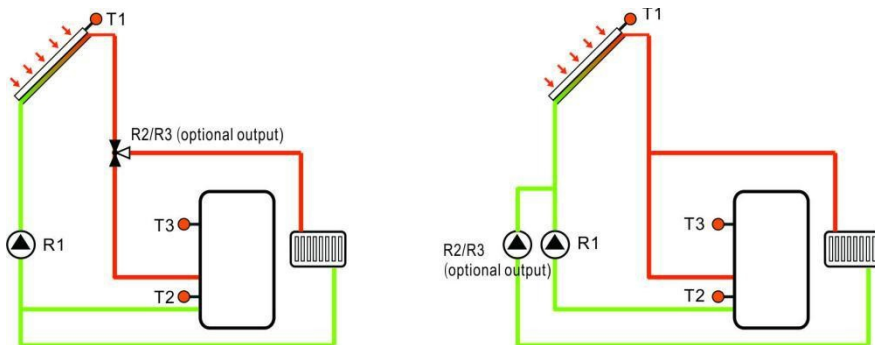 T1
R2/R3 (optional output)
T3
R1
T2
T1
T3
R2/R3
R1
(optional output)
T2